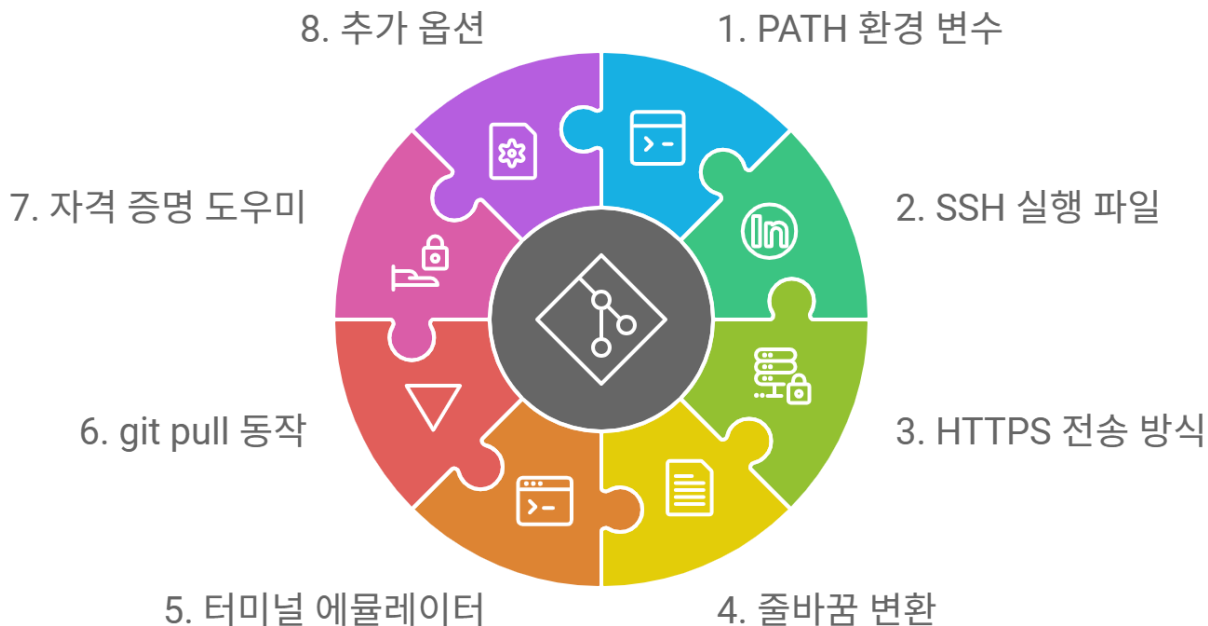 8. 추가 옵션
1. PATH 환경 변수
7. 자격 증명 도우미
2. SSH 실행 파일
In
6. git pull 동작
3. HTTPS 전송 방식
5. 터미널 에뮬레이터
4. 줄바꿈 변환